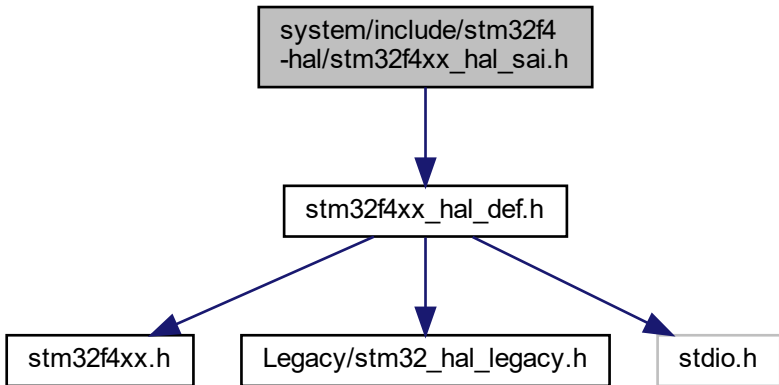 system/include/stm32f4
-hal/stm32f4xx_hal_sai.h
stm32f4xx_hal_def.h
stm32f4xx.h
Legacy/stm32_hal_legacy.h
stdio.h